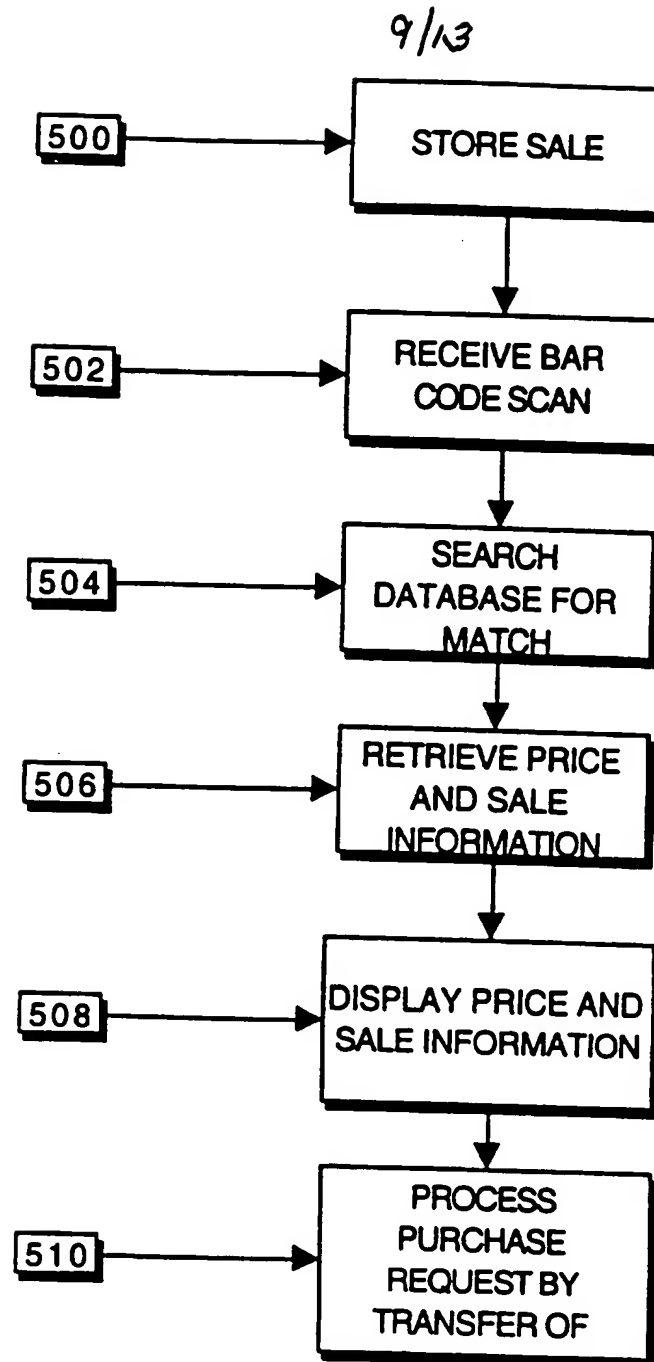 9/13
500
STORE SALE
502
RECEIVE BAR
CODE SCAN
504
SEARCH
DATABASE FOR
MATCH
506
RETRIEVE PRICE
AND SALE
INFORMATION
508
DISPLAY PRICE AND
SALE INFORMATION
510
PROCESS
PURCHASE
REQUEST BY
TRANSFER OF